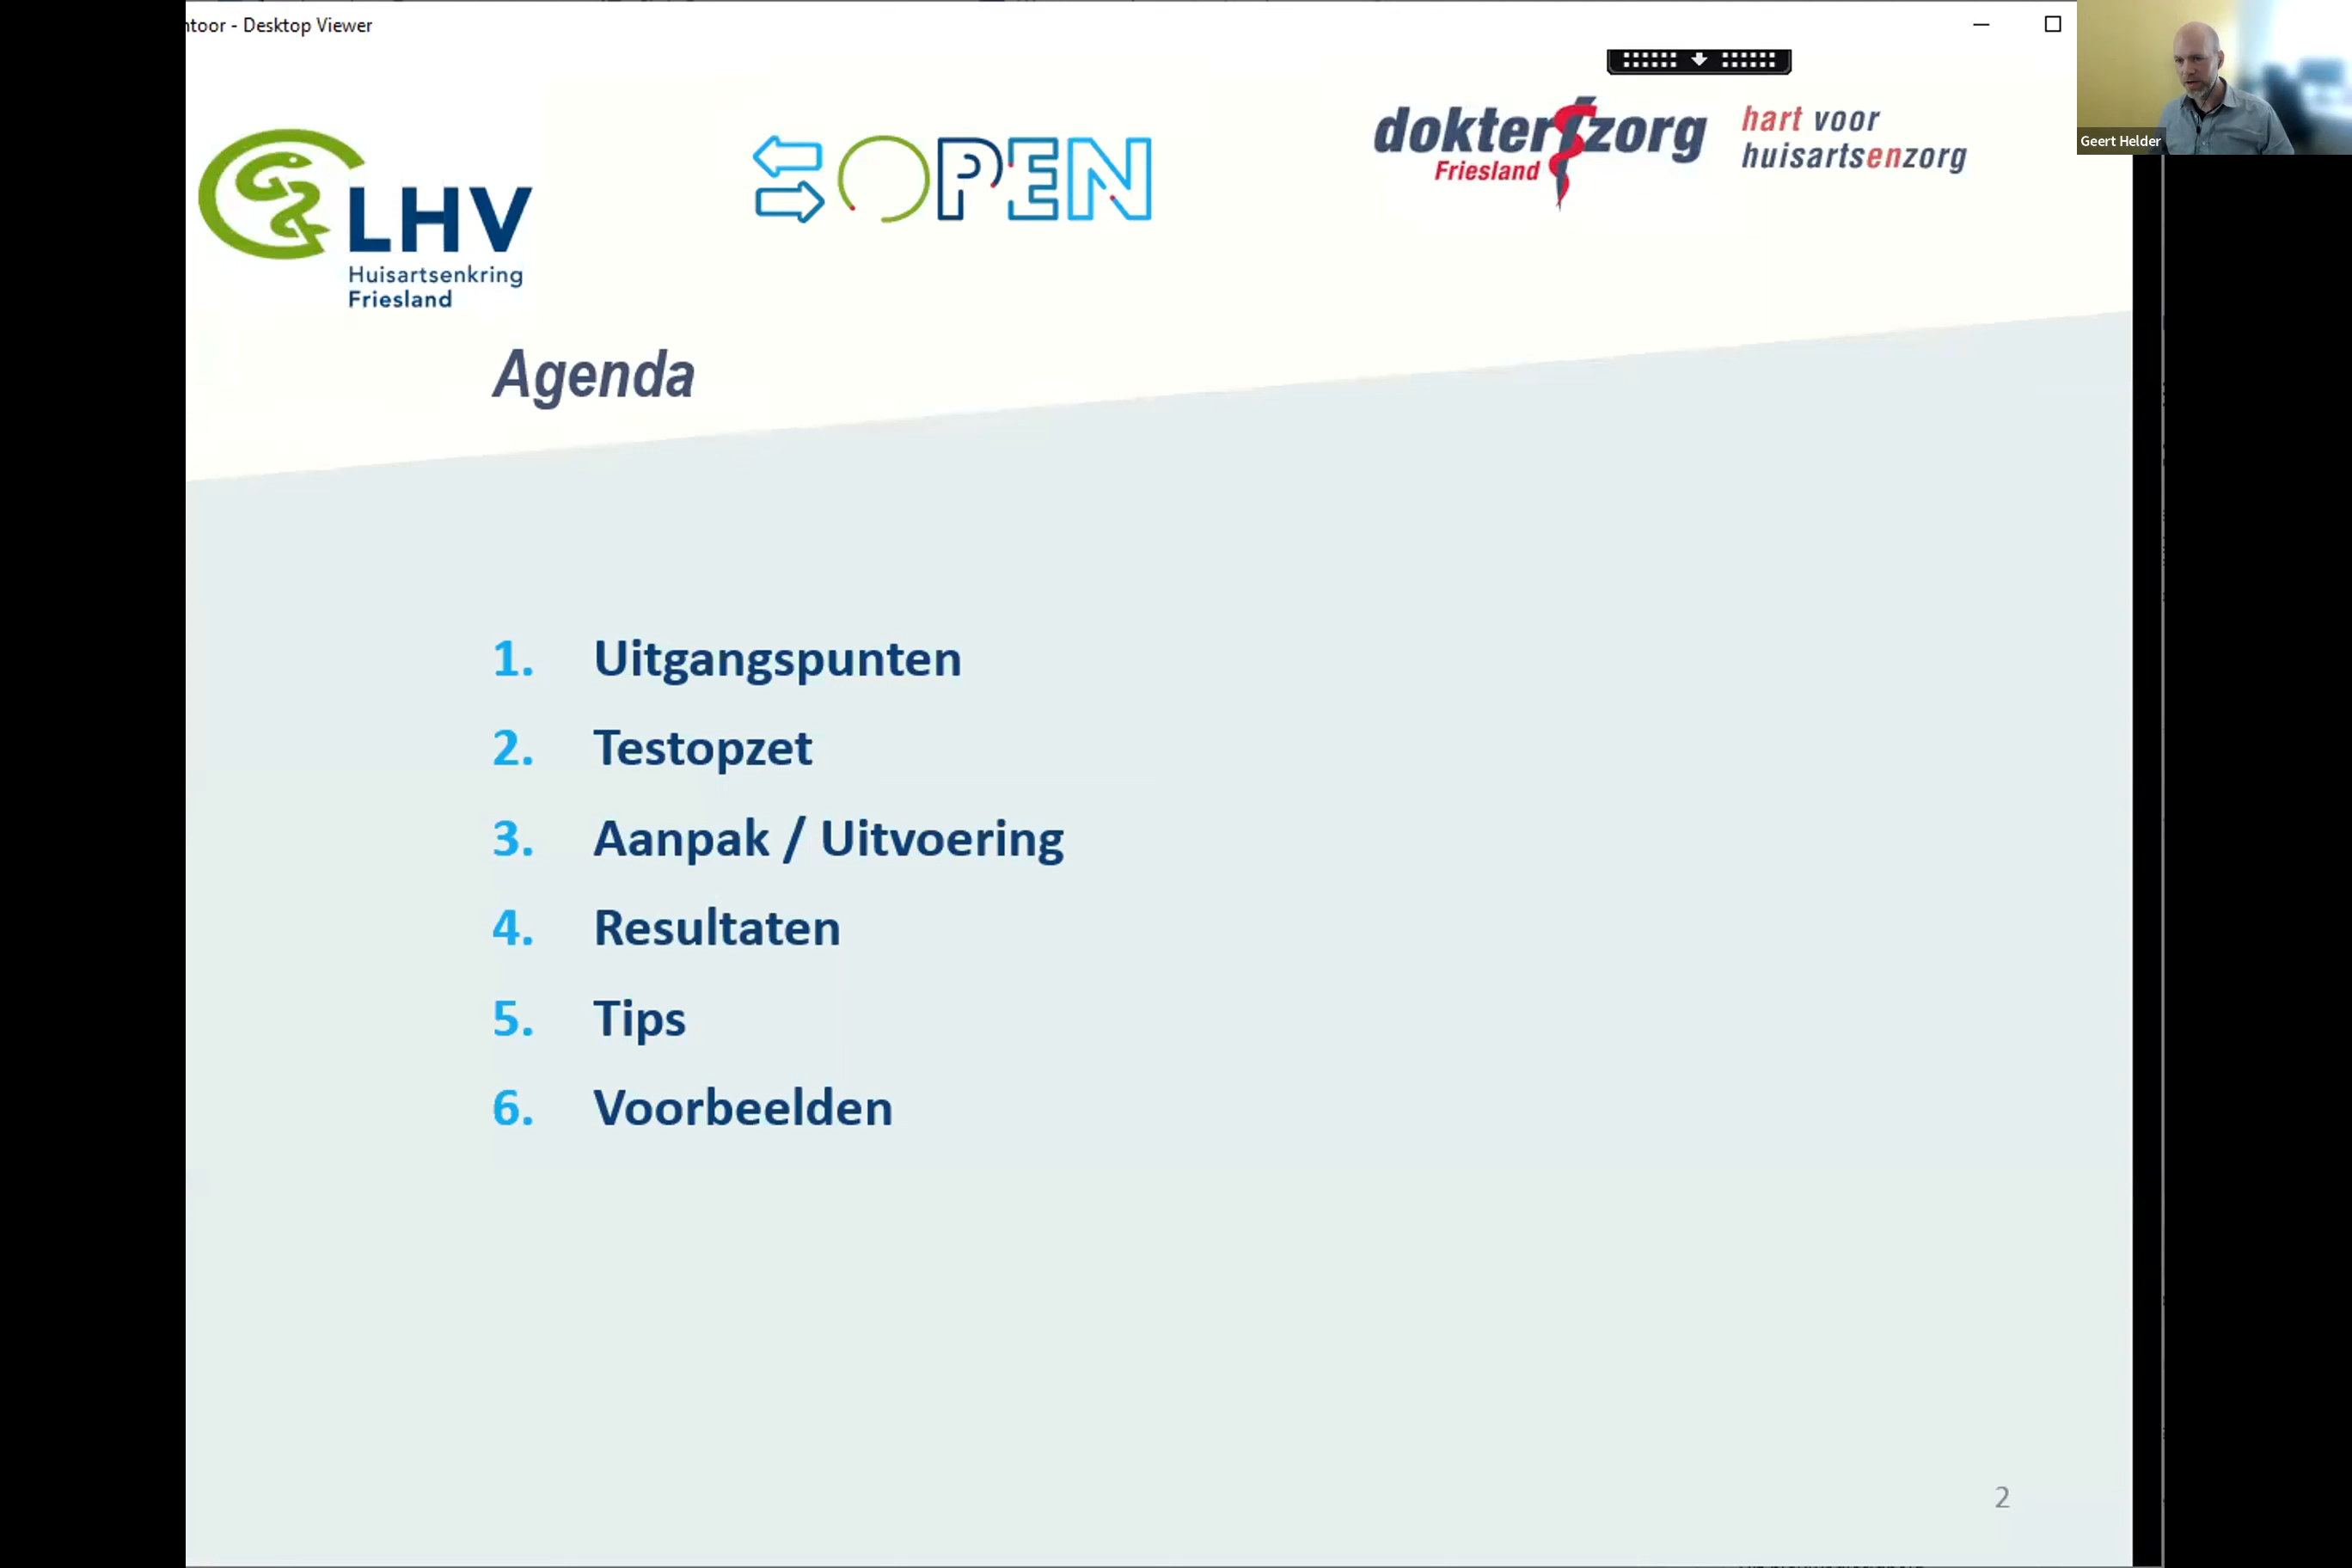 ntoor - Desktop Viewer
LHV
Huisartsenkring
Friesland
OPEN
dokterzorg
Friesland
hart voor
huisartsenzorg
Geert Helder
Agenda
1. Uitgangspunten
2. Testopzet
3. Aanpak / Uitvoering
4. Resultaten
5. Tips
6. Voorbeelden
2